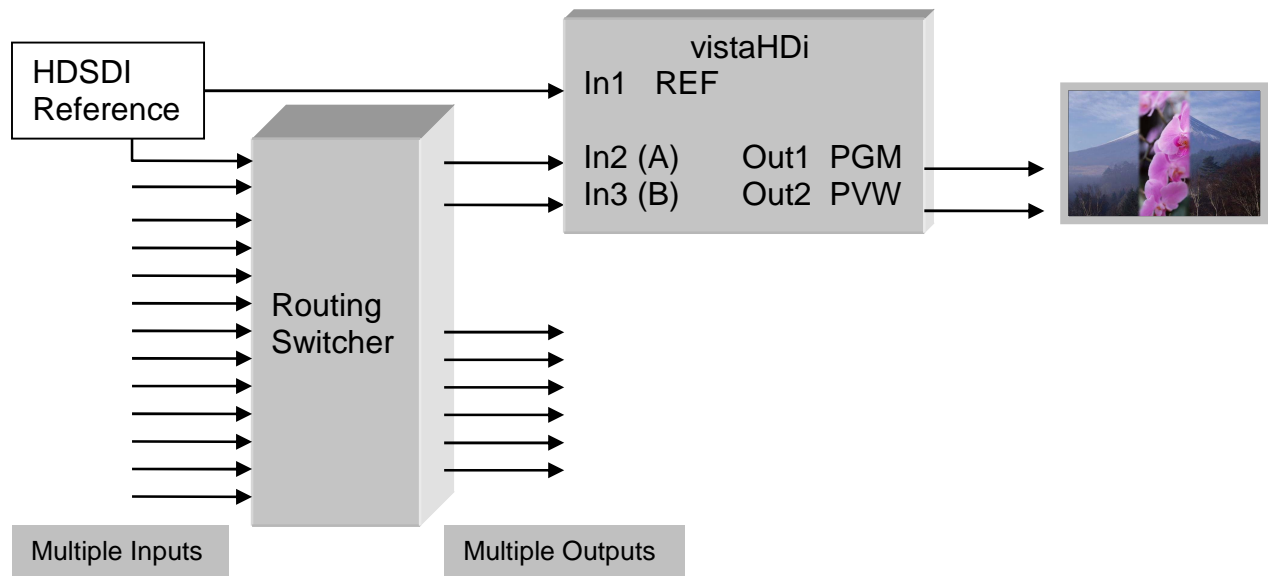 HDSDI
Reference
vistaHDi
In1 REF
In2 (A) Out1 PGM
In3 (B) Out2 PVW
Routing
Switcher
Multiple Inputs
Multiple Outputs